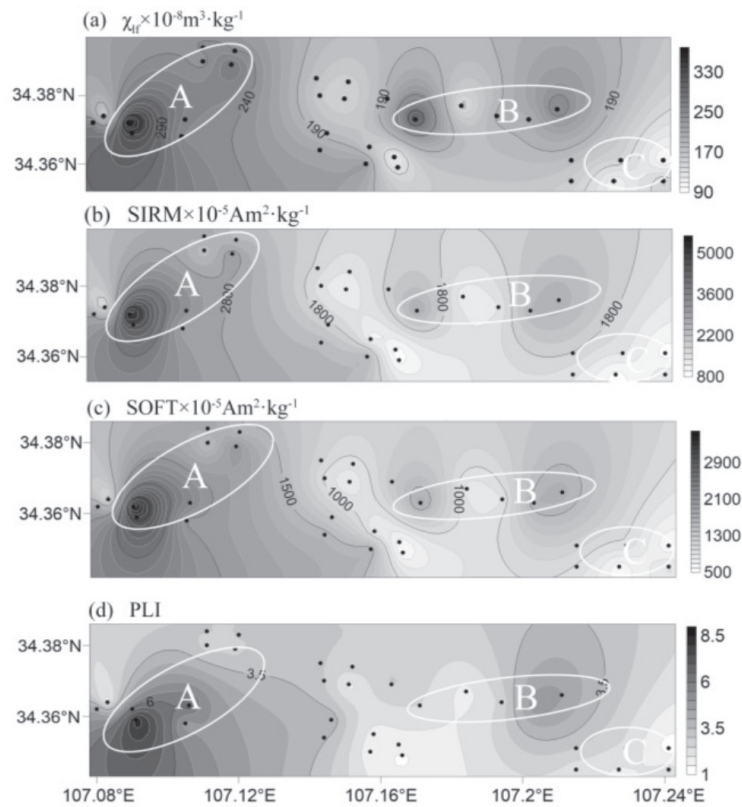 (a) χlf×10-8m3·kg-1
34.38°N
34.36°N
A
B
C
290
240
190
190
190
330
250
170
90
(b) SIRM×10-5Am2·kg-1
34.38°N
34.36°N
A
B
C
2800
1800
1800
1800
5000
3600
2200
800
(c) SOFT×10-5Am2·kg-1
34.38°N
34.36°N
A
B
C
1500
1000
1000
2900
2100
1300
500
(d) PLI
34.38°N
34.36°N
A
B
C
6
3.5
3.5
8.5
6
3.5
1
107.08°E 107.12°E 107.16°E 107.2°E 107.24°E